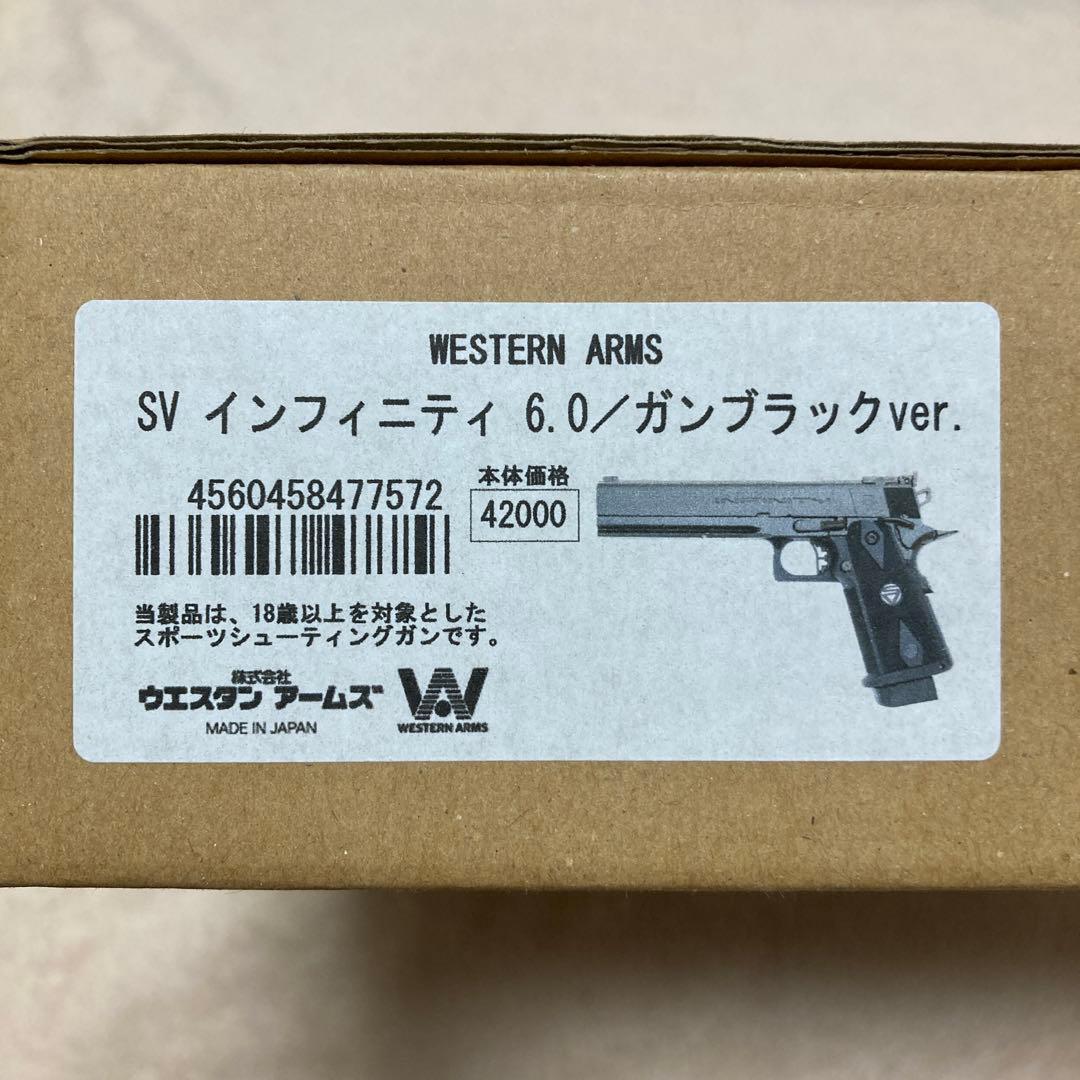 WESTERN ARMS
SV インフィニティ 6.0／ガンブラックver.
4560458477572
本体価格
42000
当製品は、18歳以上を対象とした
スポーツシューティングガンです。
株式会社
ウエスタン アームズ
MADE IN JAPAN
WESTERN ARMS
INFINITY